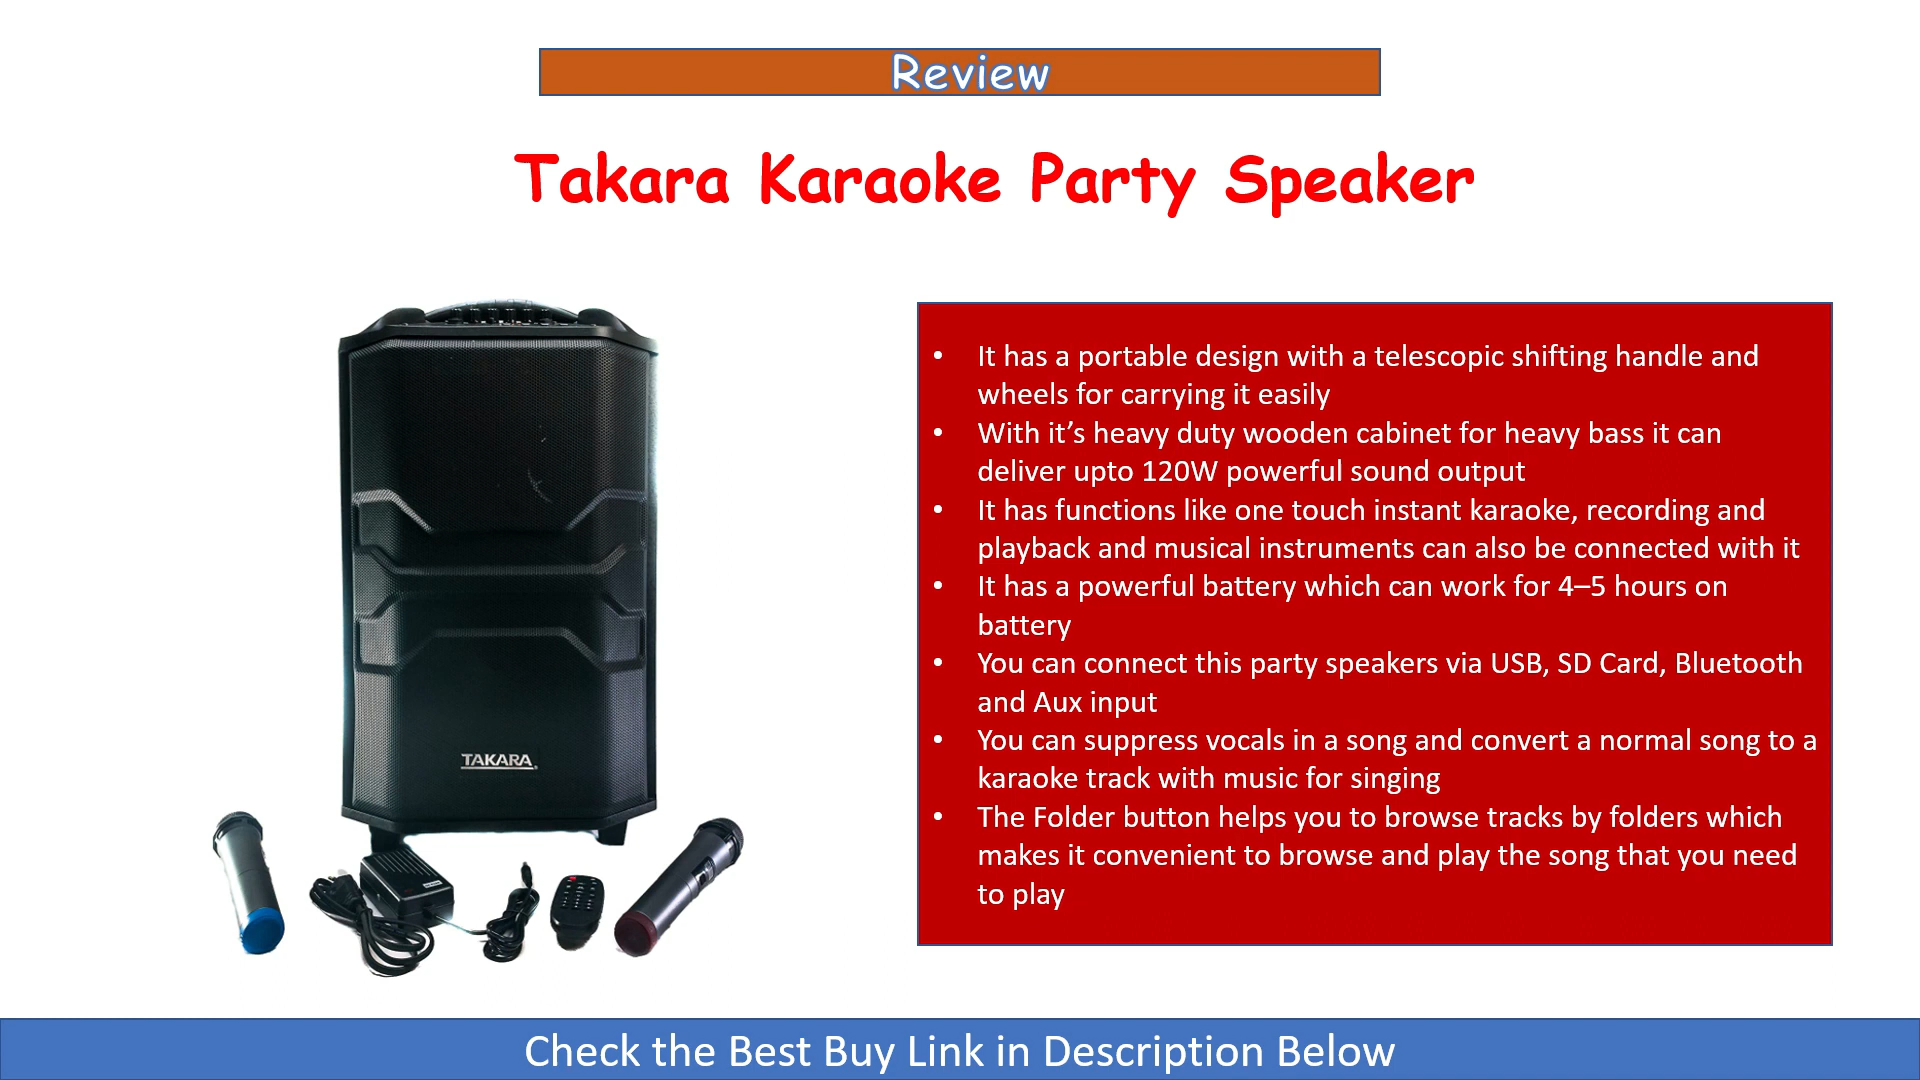 Review
Takara Karaoke Party Speaker
• It has a portable design with a telescopic shifting handle and
wheels for carrying it easily
• With it’s heavy duty wooden cabinet for heavy bass it can
deliver upto 120W powerful sound output
• It has functions like one touch instant karaoke, recording and
playback and musical instruments can also be connected with it
• It has a powerful battery which can work for 4–5 hours on
battery
• You can connect this party speakers via USB, SD Card, Bluetooth
and Aux input
• You can suppress vocals in a song and convert a normal song to a
karaoke track with music for singing
• The Folder button helps you to browse tracks by folders which
makes it convenient to browse and play the song that you need
to play
TAKARA
Check the Best Buy Link in Description Below